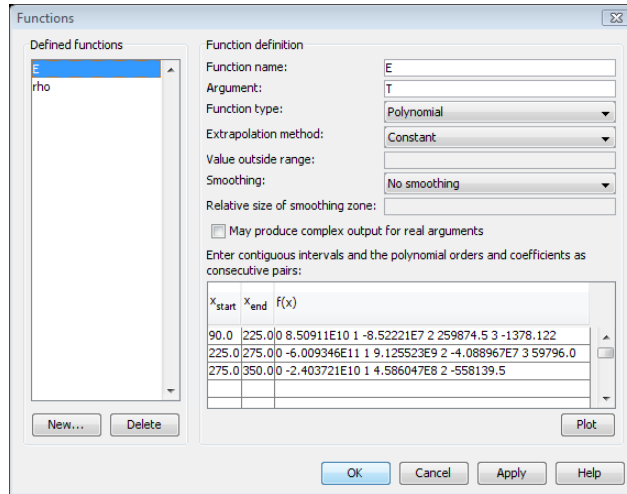 Functions
Defined functions
E
rho
New...
Delete
Function definition
Function name:
E
Argument:
T
Function type:
Polynomial
Extrapolation method:
Constant
Value outside range:
Smoothing:
No smoothing
Relative size of smoothing zone:
May produce complex output for real arguments
Enter contiguous intervals and the polynomial orders and coefficients as
consecutive pairs:
xstart xend f(x)
90.0 225.0 0 8.50911E10 1 -8.52221E7 2 259874.5 3 -1378.122
225.0 275.0 0 -6.009346E11 1 9.125523E9 2 -4.088967E7 3 59796.0
275.0 350.0 0 -2.403721E10 1 4.586047E8 2 -558139.5
Plot
OK
Cancel
Apply
Help